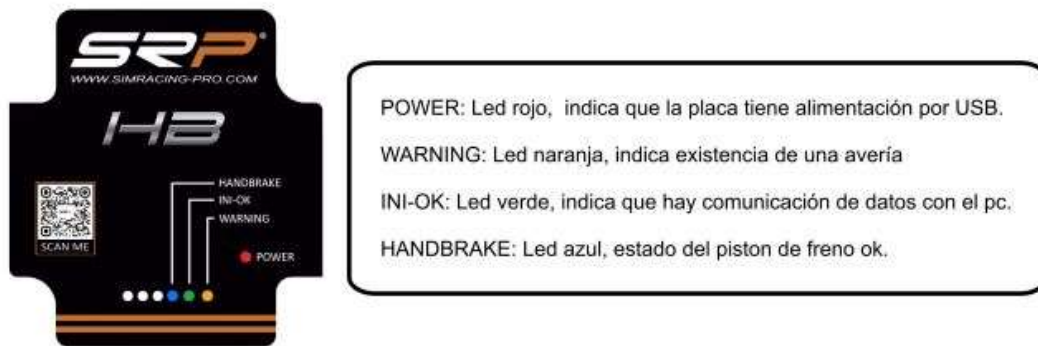 SRP®
WWW.SIMRACING-PRO.COM
HB
HANDBRAKE
INI-OK
WARNING
SCAN ME
POWER
POWER: Led rojo, indica que la placa tiene alimentación por USB.
WARNING: Led naranja, indica existencia de una avería
INI-OK: Led verde, indica que hay comunicación de datos con el pc.
HANDBRAKE: Led azul, estado del piston de freno ok.